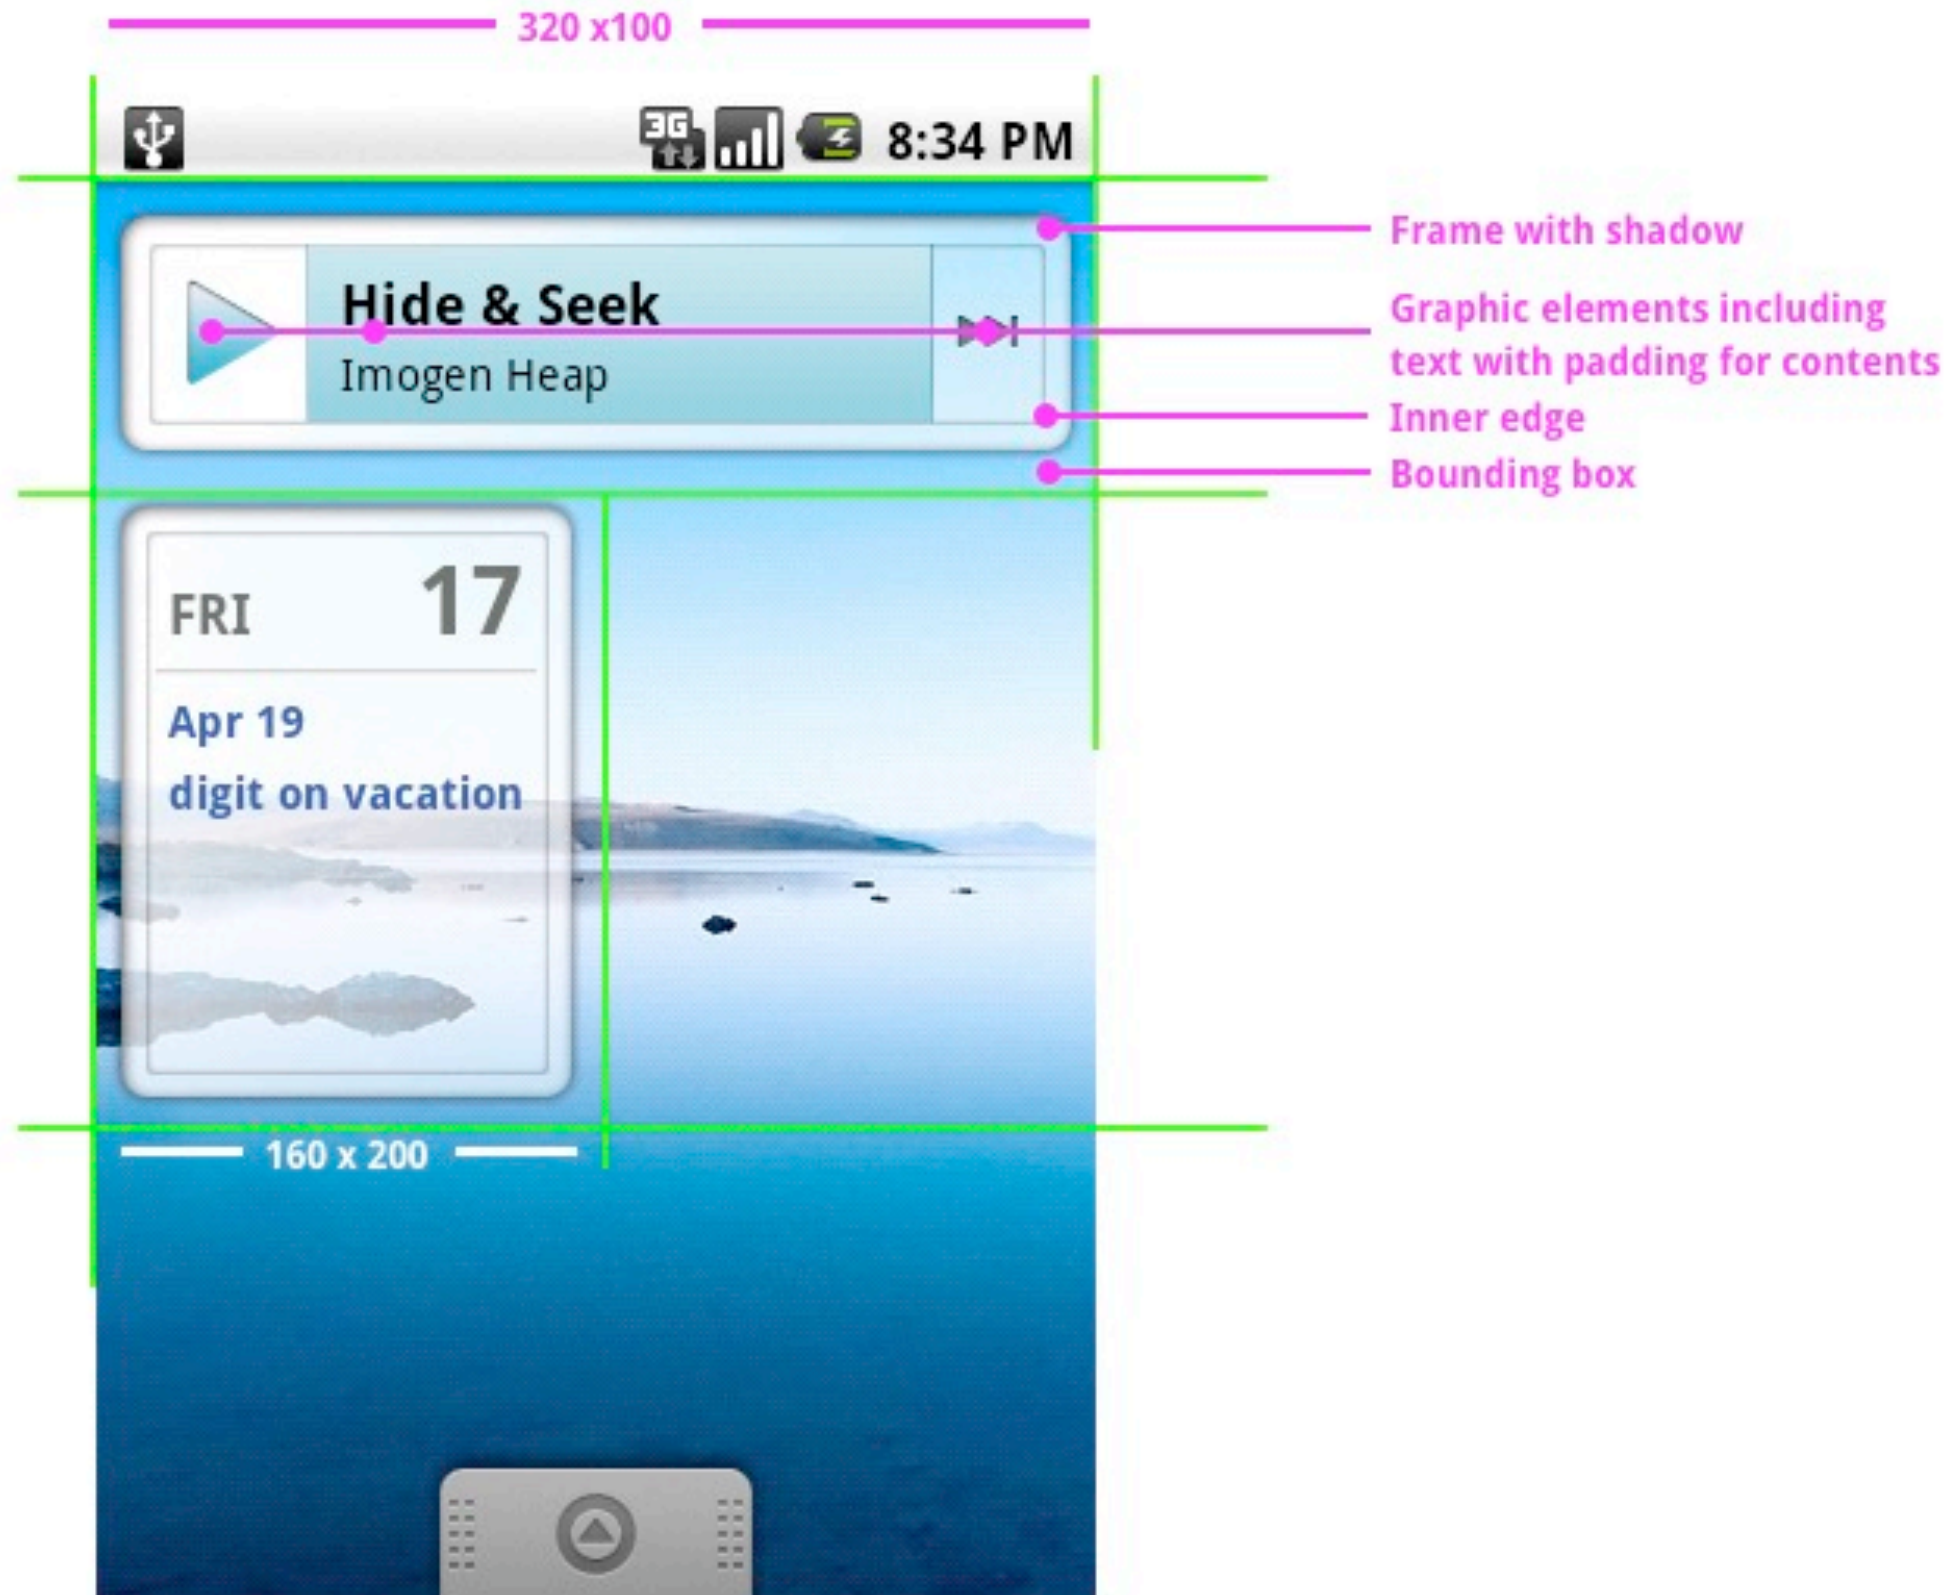 320 x100
3G
8:34 PM
Frame with shadow
Hide & Seek
Imogen Heap
Graphic elements including
text with padding for contents
Inner edge
Bounding box
FRI 17
Apr 19
digit on vacation
160 x 200